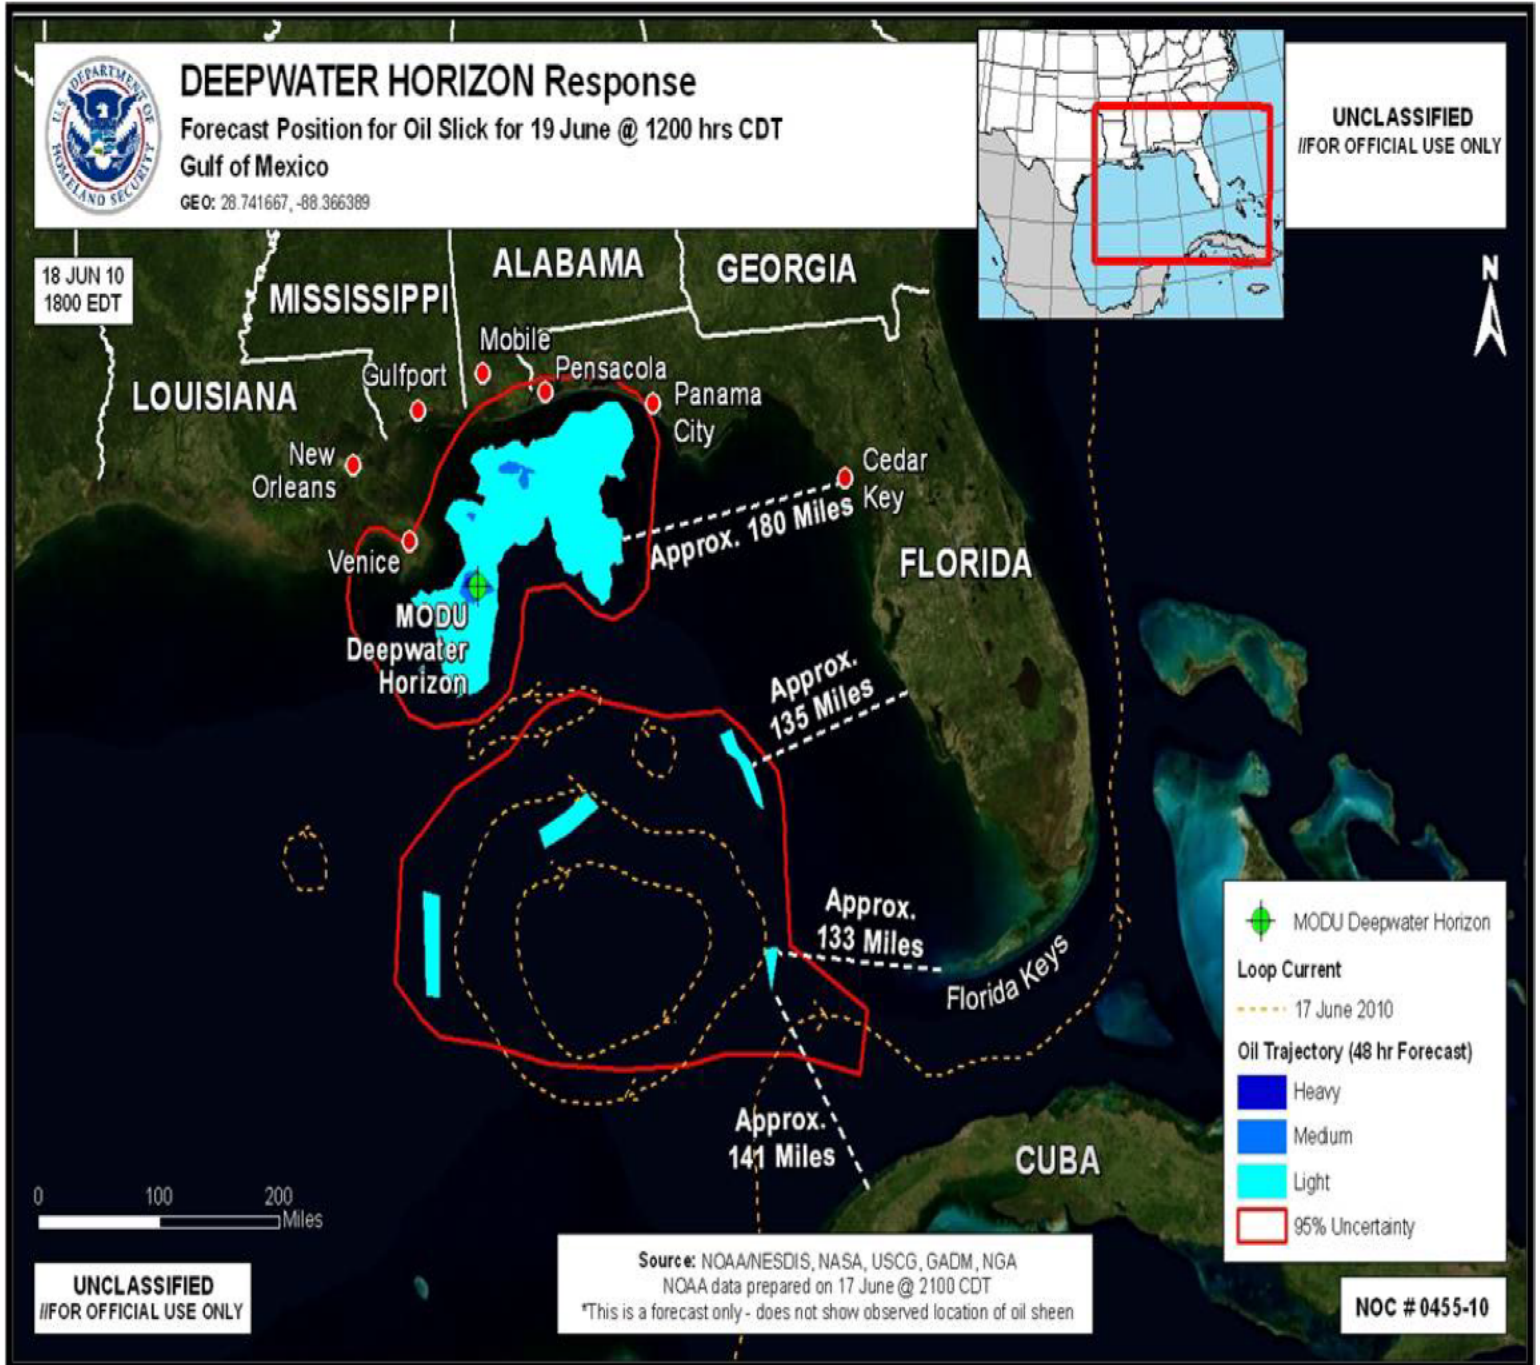 U.S. DEPARTMENT OF
HOMELAND SECURITY
DEEPWATER HORIZON Response
Forecast Position for Oil Slick for 19 June @ 1200 hrs CDT
Gulf of Mexico
GEO: 28.741667, -88.366389
UNCLASSIFIED
//FOR OFFICIAL USE ONLY
18 JUN 10
1800 EDT
N
ALABAMA
GEORGIA
MISSISSIPPI
LOUISIANA
Mobile
Pensacola
Gulfport
Panama
City
New
Orleans
Cedar
Key
Approx. 180 Miles
Venice
FLORIDA
MODU
Deepwater
Horizon
Approx.
135 Miles
Approx.
133 Miles
Florida Keys
Approx.
141 Miles
CUBA
MODU Deepwater Horizon
Loop Current
17 June 2010
Oil Trajectory (48 hr Forecast)
Heavy
Medium
Light
95% Uncertainty
0 100 200
Miles
UNCLASSIFIED
//FOR OFFICIAL USE ONLY
Source: NOAA/NESDIS, NASA, USCG, GADM, NGA
NOAA data prepared on 17 June @ 2100 CDT
*This is a forecast only - does not show observed location of oil sheen
NOC # 0455-10